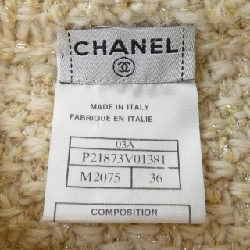 CHANEL
MADE IN ITALY
FABRIQUE EN ITALIE
03A
P21873V01381
M2075 36
COMPOSITION